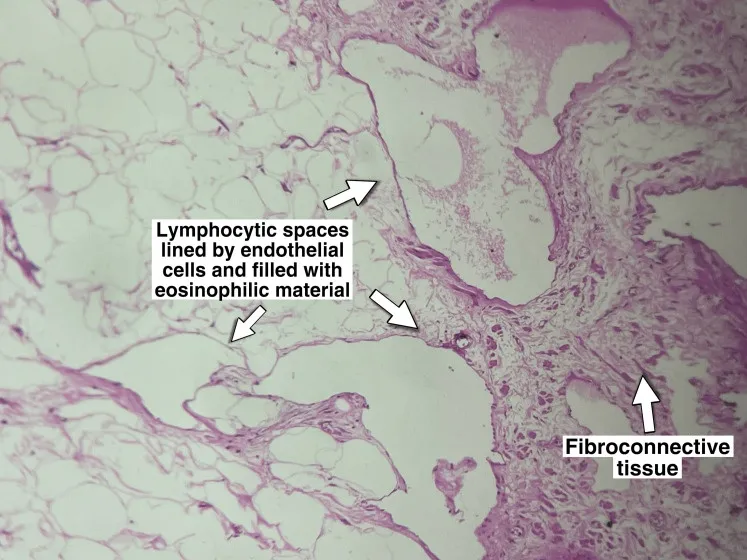 Lymphocytic spaces
lined by endothelial
cells and filled with
eosinophilic material
Fibroconnective
tissue